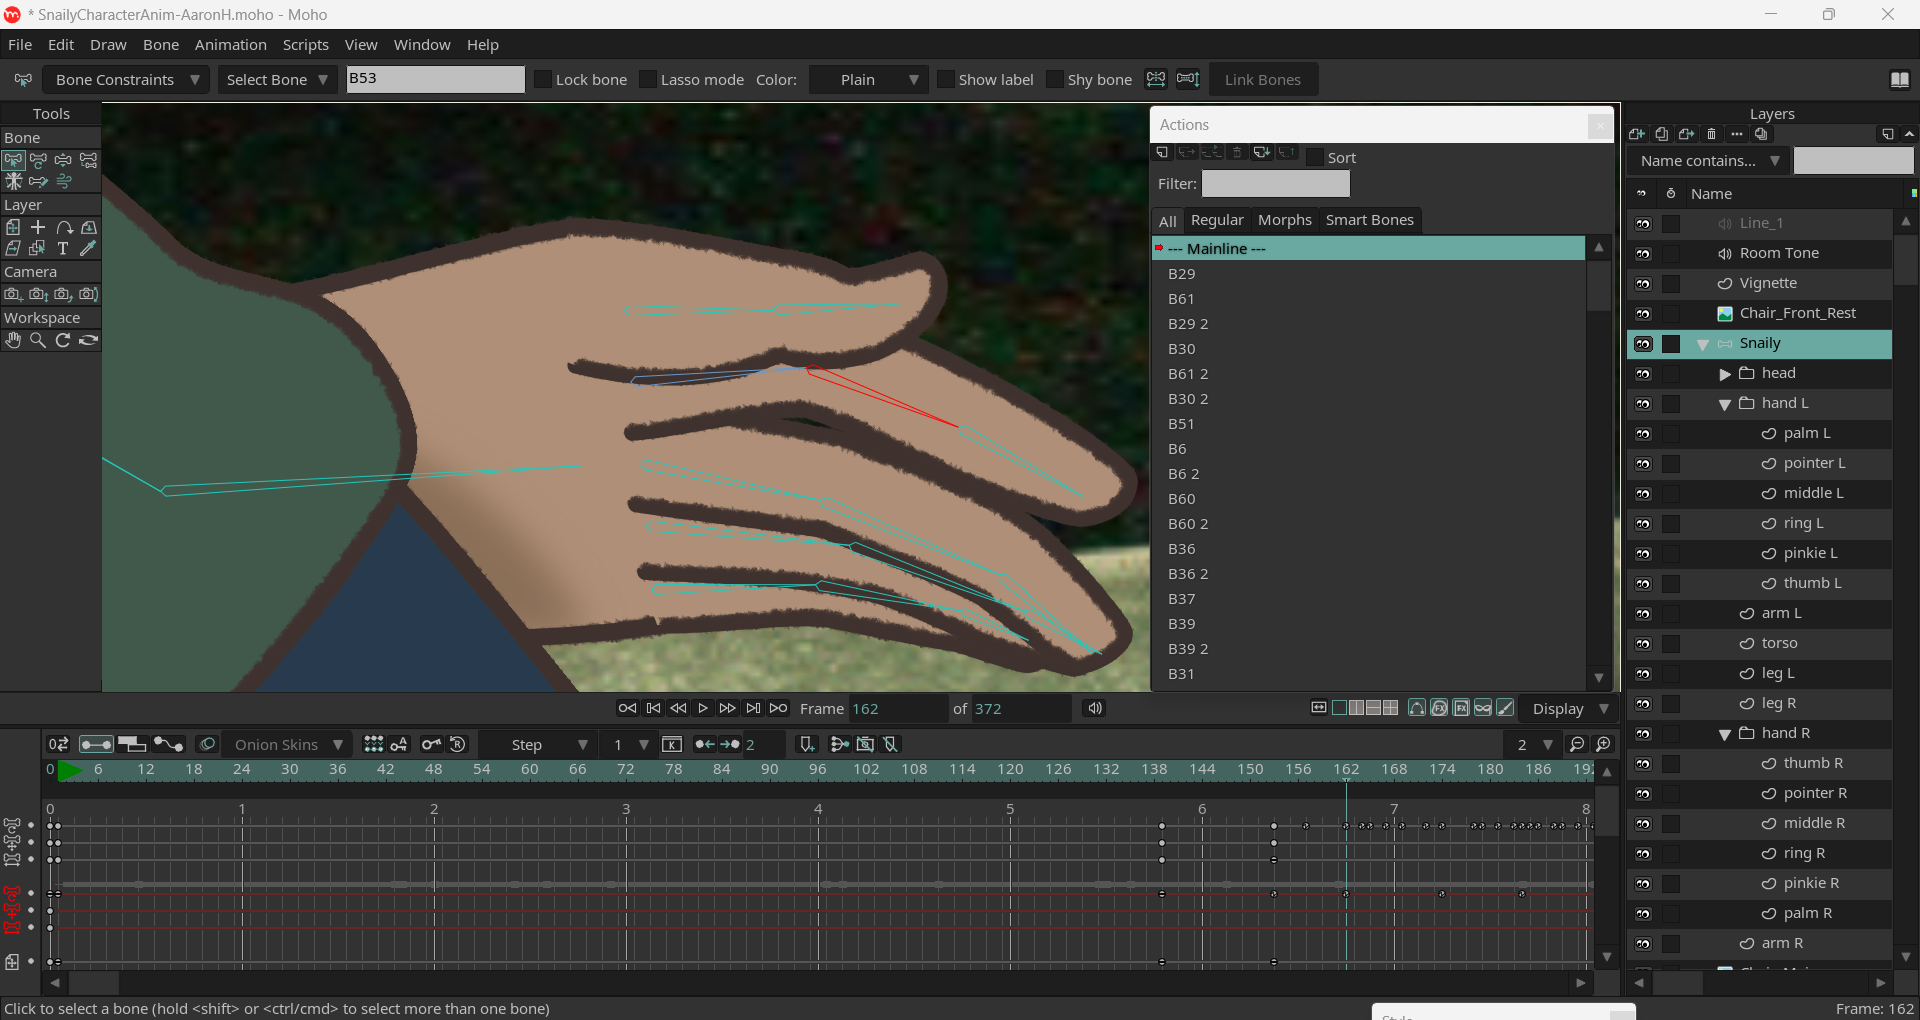 * SnailyCharacterAnim-AaronH.moho - Moho
File Edit Draw Bone Animation Scripts View Window Help
Bone Constraints Select Bone B53 Lock bone Lasso mode Color: Plain Show label Shy bone Link Bones
Tools
Bone
Layer
Camera
Workspace
Actions
Sort
Filter:
All Regular Morphs Smart Bones
--- Mainline ---
B29
B61
B29 2
B30
B61 2
B30 2
B51
B6
B6 2
B60
B60 2
B36
B36 2
B37
B39
B39 2
B31
Layers
Name contains...
Name
Line_1
Room Tone
Vignette
Chair_Front_Rest
Snaily
head
hand L
palm L
pointer L
middle L
ring L
pinkie L
thumb L
arm L
torso
leg L
leg R
hand R
thumb R
pointer R
middle R
ring R
pinkie R
palm R
arm R
Frame 162 of 372
Display
Onion Skins Step 1 2 2
0 6 12 18 24 30 36 42 48 54 60 66 72 78 84 90 96 102 108 114 120 126 132 138 144 150 156 162 168 174 180 186 192
0 1 2 3 4 5 6 7 8
Click to select a bone (hold <shift> or <ctrl/cmd> to select more than one bone)
Frame: 162